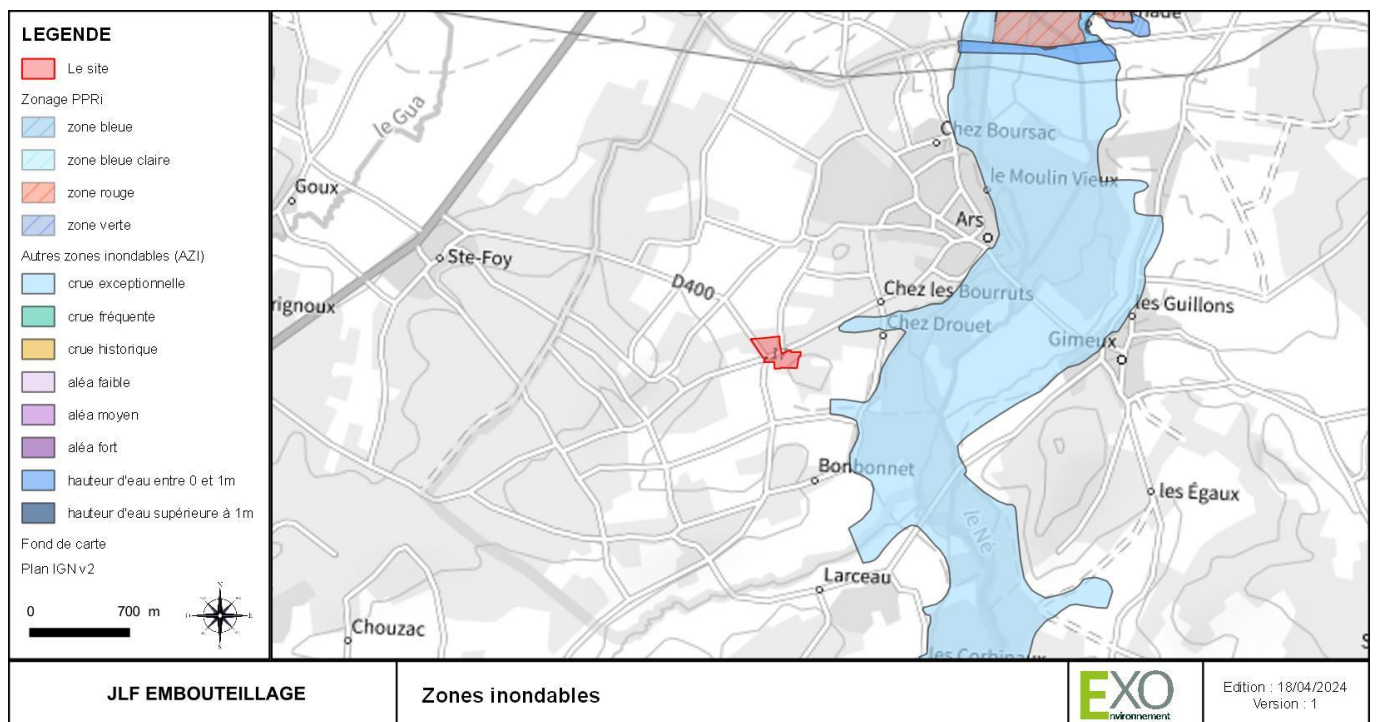 LEGENDE
Le site
Zonage PPRi
zone bleue
zone bleue claire
zone rouge
zone verte
Autres zones inondables (AZI)
crue exceptionnelle
crue fréquente
crue historique
aléa faible
aléa moyen
aléa fort
hauteur d'eau entre 0 et 1m
hauteur d'eau supérieure à 1m
Fond de carte
Plan IGN v2
0 700 m
le Gua
Chez Boursac
le Moulin Vieux
Goux
Ars
Ste-Foy
D400
Chez les Bourruts
les Guillons
Chez Drouet
Gimeux
Bonbonnet
les Égaux
le Né
Larceau
Chouzac
JLF EMBOUTEILLAGE
Zones inondables
EXO
nvironnement
Edition : 18/04/2024
Version : 1